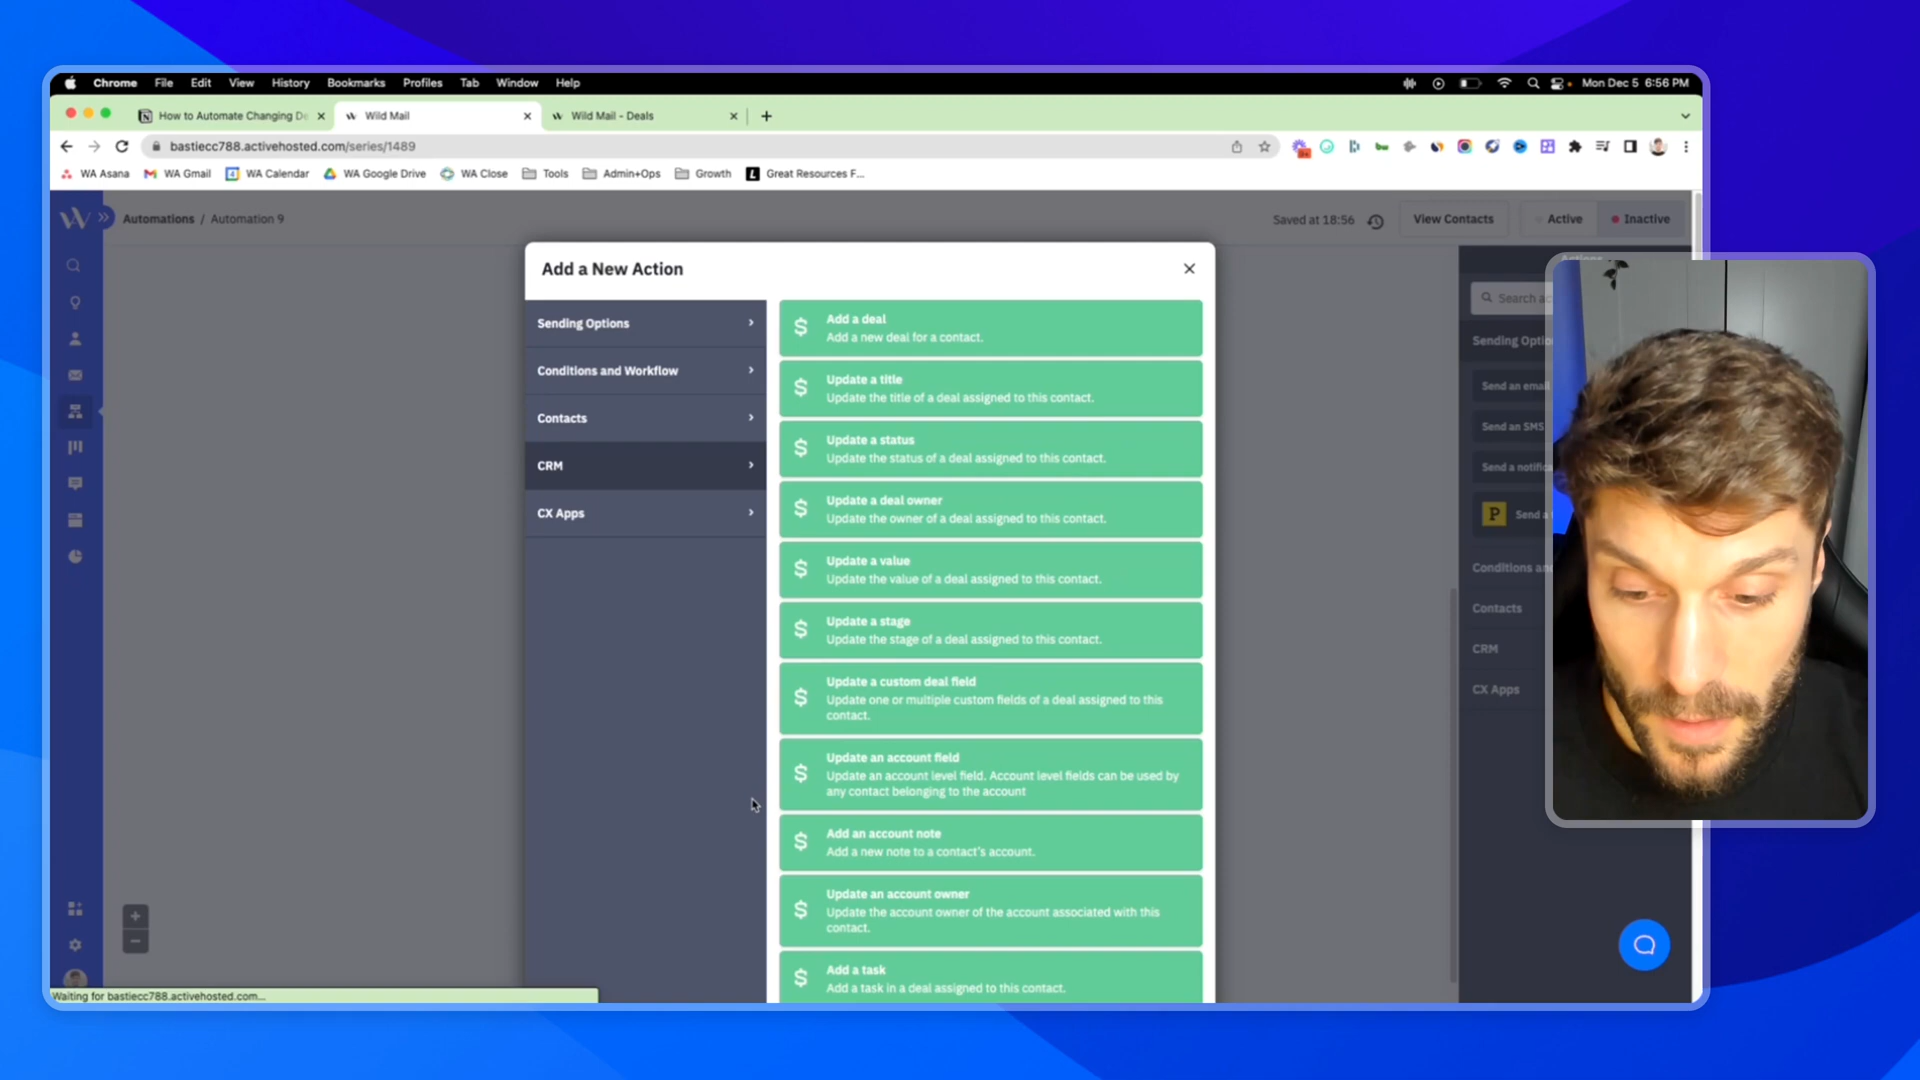 Chrome File Edit View History Bookmarks Profiles Tab Window Help
Mon Dec 5 6:56 PM
How to Automate Changing De
Wild Mail
Wild Mail - Deals
bastiecc788.activehosted.com/series/1489
WA Asana WA Gmail WA Calendar WA Google Drive WA Close Tools Admin+Ops Growth Great Resources F...
Automations / Automation 9
Saved at 18:56
View Contacts
Active
Inactive
Add a New Action
Sending Options
Conditions and Workflow
Contacts
CRM
CX Apps
Add a deal
Add a new deal for a contact.
Update a title
Update the title of a deal assigned to this contact.
Update a status
Update the status of a deal assigned to this contact.
Update a deal owner
Update the owner of a deal assigned to this contact.
Update a value
Update the value of a deal assigned to this contact.
Update a stage
Update the stage of a deal assigned to this contact.
Update a custom deal field
Update one or multiple custom fields of a deal assigned to this
contact.
Update an account field
Update an account level field. Account level fields can be used by
any contact belonging to the account
Add an account note
Add a new note to a contact's account.
Update an account owner
Update the account owner of the account associated with this
contact.
Add a task
Add a task in a deal assigned to this contact.
Search ac
Sending Optio
Send an email
Send an SMS
Send a notifica
P Send a
Conditions an
Contacts
CRM
CX Apps
Waiting for bastiecc788.activehosted.com...